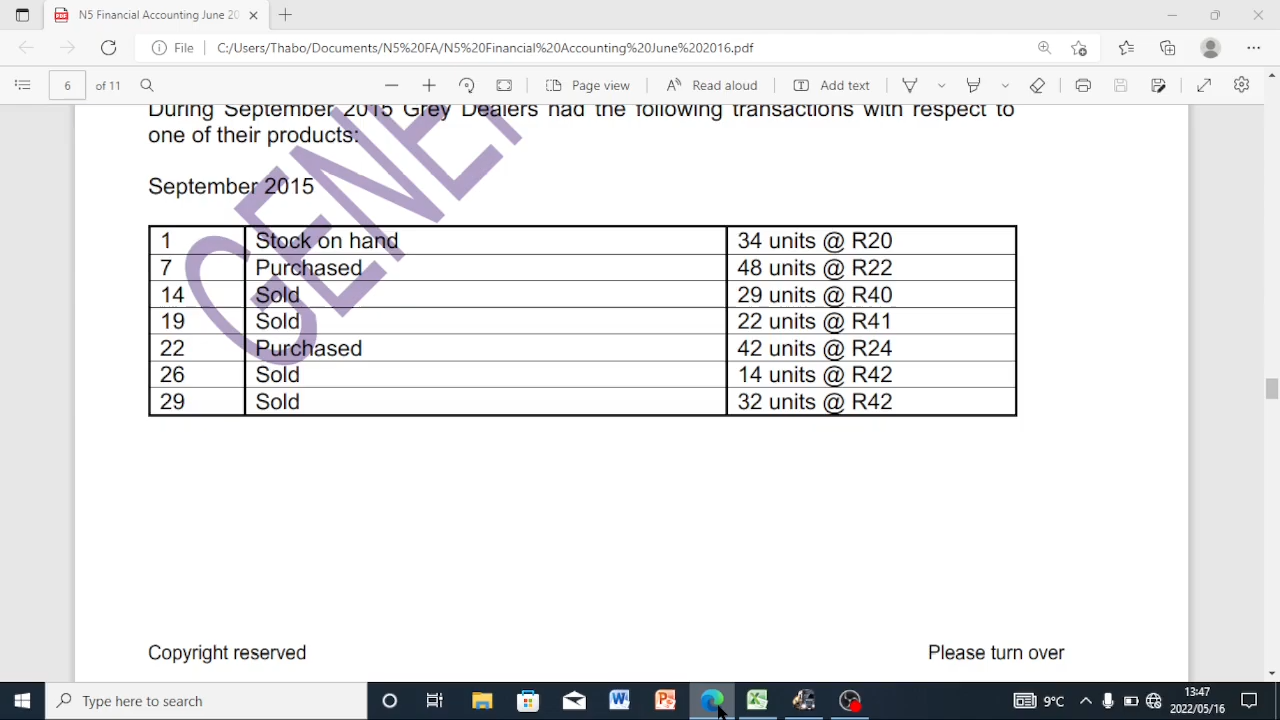 N5 Financial Accounting June 20
File C:/Users/Thabo/Documents/N5%20FA/N5%20Financial%20Accounting%20June%202016.pdf
6 of 11 Page view Read aloud Add text
During September 2015 Grey Dealers had the following transactions with respect to
one of their products:
September 2015
1 Stock on hand 34 units @ R20
7 Purchased 48 units @ R22
14 Sold 29 units @ R40
19 Sold 22 units @ R41
22 Purchased 42 units @ R24
26 Sold 14 units @ R42
29 Sold 32 units @ R42
Copyright reserved Please turn over
Type here to search 9°C 13:47
2022/05/16